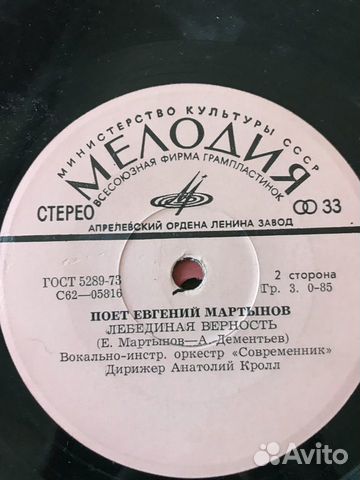 МИНИСТЕРСТВО КУЛЬТУРЫ СССР
МЕЛОДИЯ
ВСЕСОЮЗНАЯ ФИРМА ГРАМПЛАСТИНОК
СТЕРЕО
33
АПРЕЛЕВСКИЙ ОРДЕНА ЛЕНИНА ЗАВОД
ГОСТ 5289-73
2 сторона
С62—05816
Гр. 3. 0-85
ПОЕТ ЕВГЕНИЙ МАРТЫНОВ
ЛЕБЕДИНАЯ ВЕРНОСТЬ
(Е. Мартынов—А. Дементьев)
Вокально-инстр. оркестр «Современник»
Дирижер Анатолий Кролл
Avito